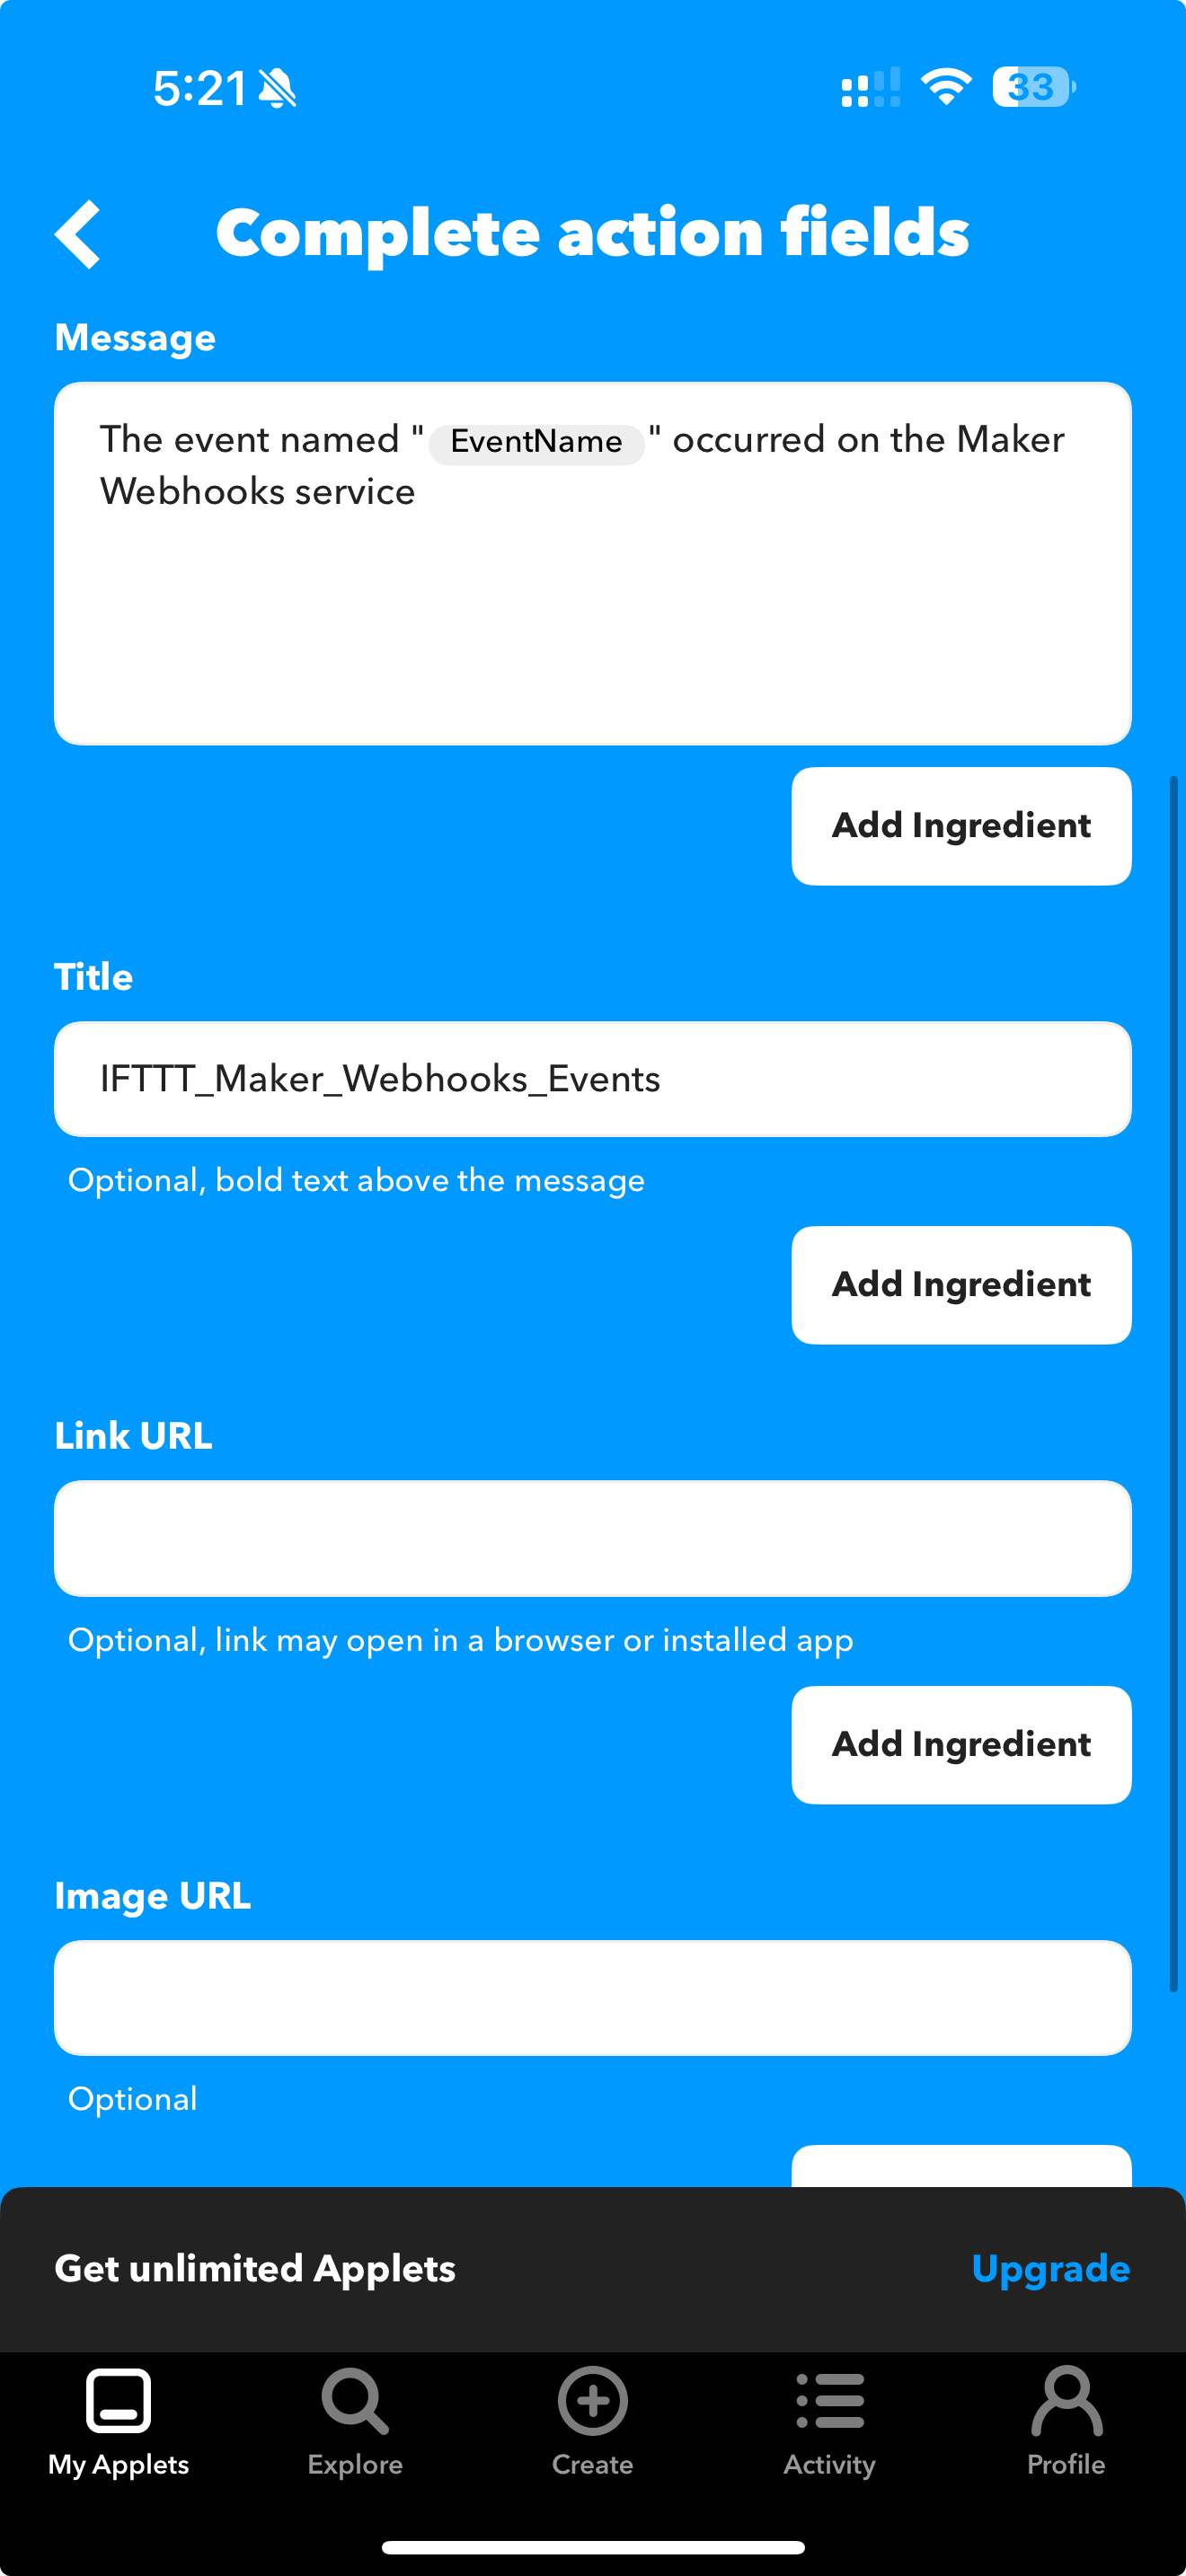 5:21
33
Complete action fields
Message
The event named " EventName " occurred on the Maker
Webhooks service
Add Ingredient
Title
IFTTT_Maker_Webhooks_Events
Optional, bold text above the message
Add Ingredient
Link URL
Optional, link may open in a browser or installed app
Add Ingredient
Image URL
Optional
Get unlimited Applets
Upgrade
My Applets
Explore
Create
Activity
Profile